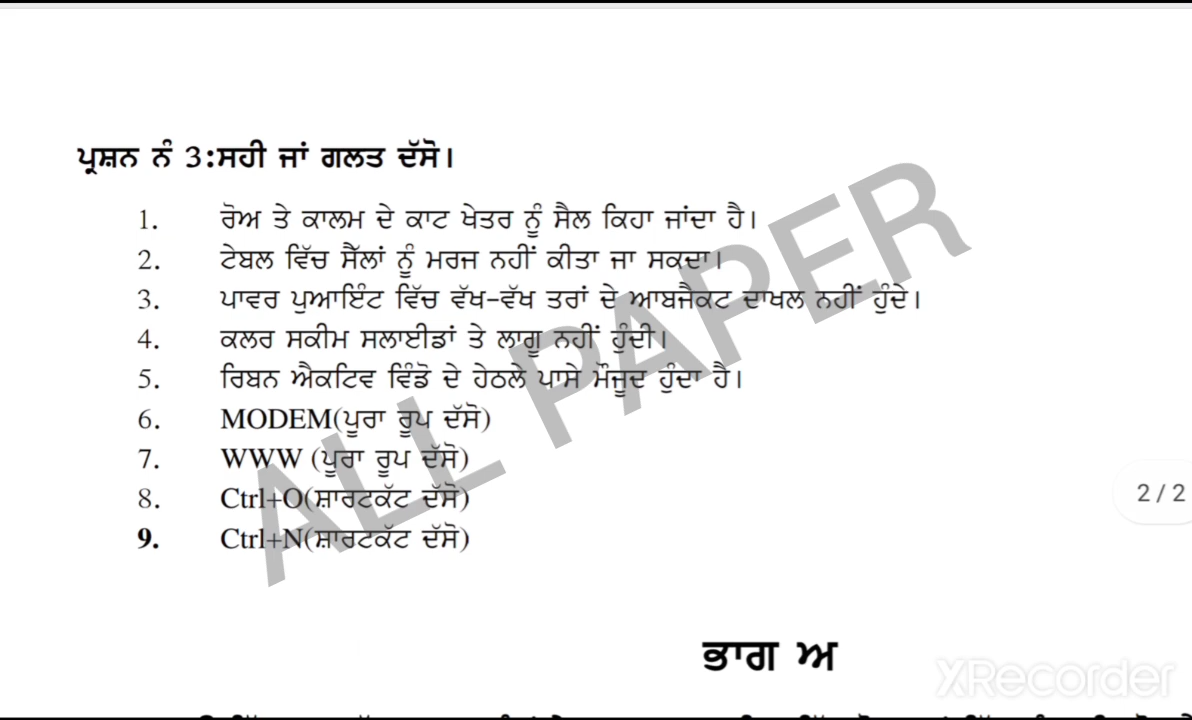 ਪ੍ਰਸ਼ਨ ਨੰ 3:ਸਹੀ ਜਾਂ ਗਲਤ ਦੱਸੋ।
1. ਰੋਅ ਤੇ ਕਾਲਮ ਦੇ ਕਾਟ ਖੇਤਰ ਨੂੰ ਸੈਲ ਕਿਹਾ ਜਾਂਦਾ ਹੈ।
2. ਟੇਬਲ ਵਿੱਚ ਸੈੱਲਾਂ ਨੂੰ ਮਰਜ ਨਹੀਂ ਕੀਤਾ ਜਾ ਸਕਦਾ।
3. ਪਾਵਰ ਪੁਆਇੰਟ ਵਿੱਚ ਵੱਖ-ਵੱਖ ਤਰਾਂ ਦੇ ਆਬਜੈਕਟ ਦਾਖਲ ਨਹੀਂ ਹੁੰਦੇ।
4. ਕਲਰ ਸਕੀਮ ਸਲਾਈਡਾਂ ਤੇ ਲਾਗੂ ਨਹੀਂ ਹੁੰਦੀ।
5. ਰਿਬਨ ਐਕਟਿਵ ਵਿੰਡੋ ਦੇ ਹੇਠਲੇ ਪਾਸੇ ਮੌਜੂਦ ਹੁੰਦਾ ਹੈ।
6. MODEM(ਪੂਰਾ ਰੂਪ ਦੱਸੋ)
7. WWW (ਪੂਰਾ ਰੂਪ ਦੱਸੋ)
8. Ctrl+O(ਸ਼ਾਰਟਕੱਟ ਦੱਸੋ)
9. Ctrl+N(ਸ਼ਾਰਟਕੱਟ ਦੱਸੋ)
ALL PAPER
2 / 2
ਭਾਗ ਅ
XRecorder